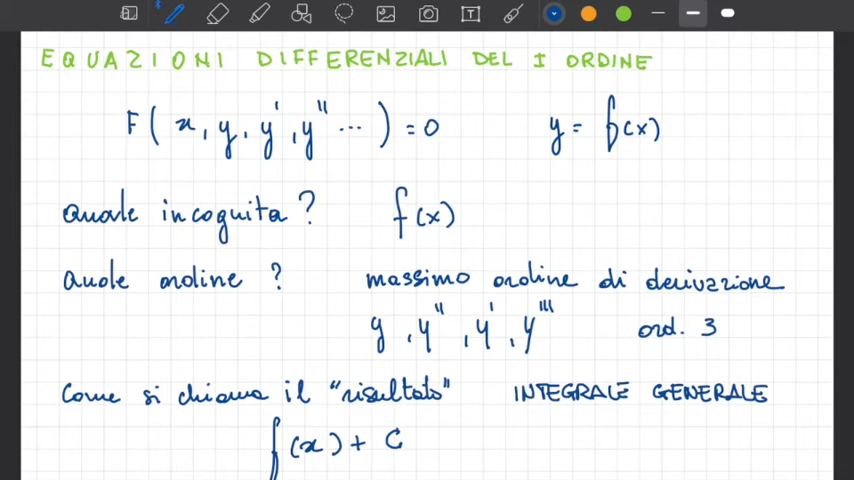 EQUAZIONI DIFFERENZIALI DEL I ORDINE
F(x, y, y', y'' ...) = 0 y = f(x)
quale incognita? f(x)
quale ordine? massimo ordine di derivazione
y, y'', y', y''' ord. 3
Come si chiama il "risultato" INTEGRALE GENERALE
f(x) + C